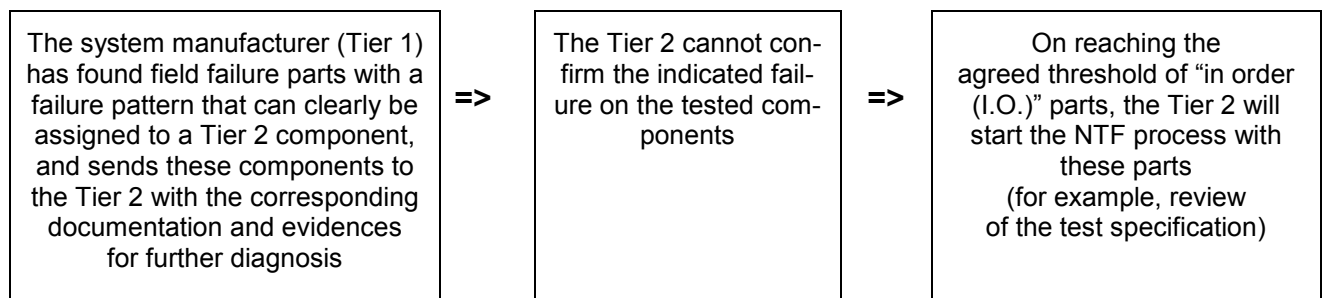 The system manufacturer (Tier 1)
has found field failure parts with a
failure pattern that can clearly be
assigned to a Tier 2 component,
and sends these components to
the Tier 2 with the corresponding
documentation and evidences
for further diagnosis
=>
The Tier 2 cannot con-
firm the indicated fail-
ure on the tested com-
ponents
=>
On reaching the
agreed threshold of “in order
(I.O.)” parts, the Tier 2 will
start the NTF process with
these parts
(for example, review
of the test specification)